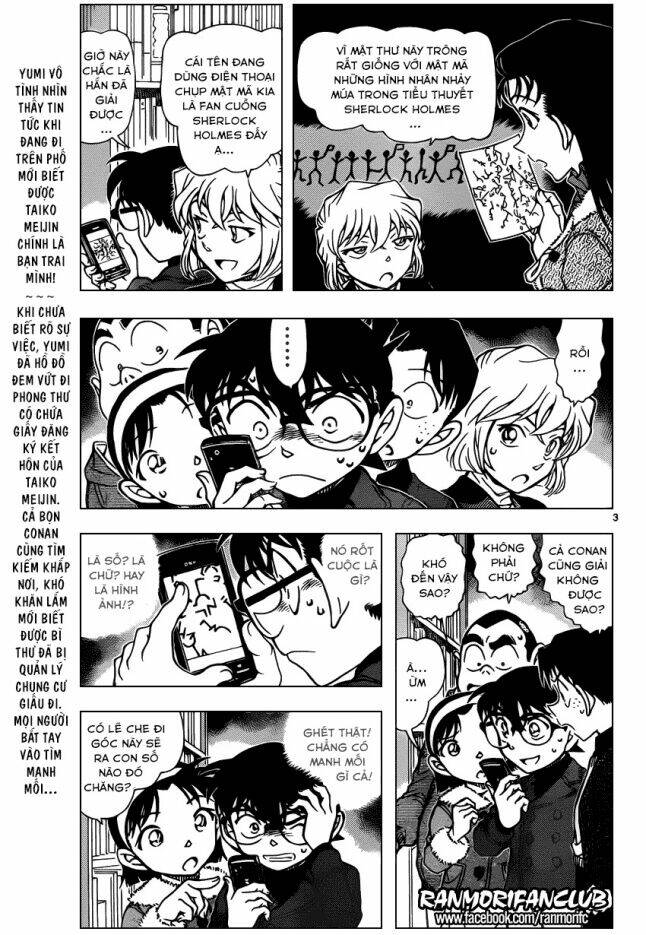 YUMI VÔ
TÌNH NHÌN
THẤY TIN
TỨC KHI
ĐANG ĐI
TRÊN PHỐ
MỚI BIẾT
ĐƯỢC
TAIKO
MEIJIN
CHÍNH LÀ
BẠN TRAI
MÌNH!
~ ~ ~
KHI CHƯA
BIẾT RÕ SỰ
VIỆC, YUMI
ĐÃ HỒ ĐỒ
ĐEM VỨT ĐI
PHONG THƯ
CÓ CHỨA
GIẤY ĐĂNG
KÝ KẾT
HÔN CỦA
TAIKO
MEIJIN.
CẢ BỌN
CONAN
CÙNG TÌM
KIẾM KHẮP
NƠI, KHÓ
KHĂN LẮM
MỚI BIẾT
ĐƯỢC BÌ
THƯ ĐÃ BỊ
QUẢN LÝ
CHUNG CƯ
GIẤU ĐI.
MỌI NGƯỜI
BẮT TAY
VÀO TÌM
MANH
MỐI...
VÌ MẬT THƯ NÀY TRÔNG
RẤT GIỐNG VỚI MẬT MÃ
NHỮNG HÌNH NHÂN NHẢY
MÚA TRONG TIỂU THUYẾT
SHERLOCK HOLMES
...
CÁI TÊN ĐANG
DÙNG ĐIỆN THOẠI
CHỤP MẬT MÃ KIA
LÀ FAN CUỒNG
SHERLOCK
HOLMES ĐẤY
Ạ...
GIỜ NÀY
CHẮC LÀ
HẮN ĐÃ
GIẢI
ĐƯỢC
...
RỒI
...
......
3
CẢ CONAN
CŨNG GIẢI
KHÔNG
ĐƯỢC
SAO?
KHÔNG
PHẢI
CHỨ?
KHÓ
ĐẾN VẬY
SAO?
À...
ỪM
NÓ RỐT
CUỘC LÀ
GÌ?
LÀ SỐ? LÀ
CHỮ? HAY
LÀ HÌNH
ẢNH!?
GHÉT THẬT!
CHẲNG CÓ
MANH MỐI
GÌ CẢ!
CÓ LẼ CHE ĐI
GÓC NÀY SẼ
RA CON SỐ
NÀO ĐÓ
CHĂNG?
RANMORIFANCLUB
www.facebook.com/ranmorifc